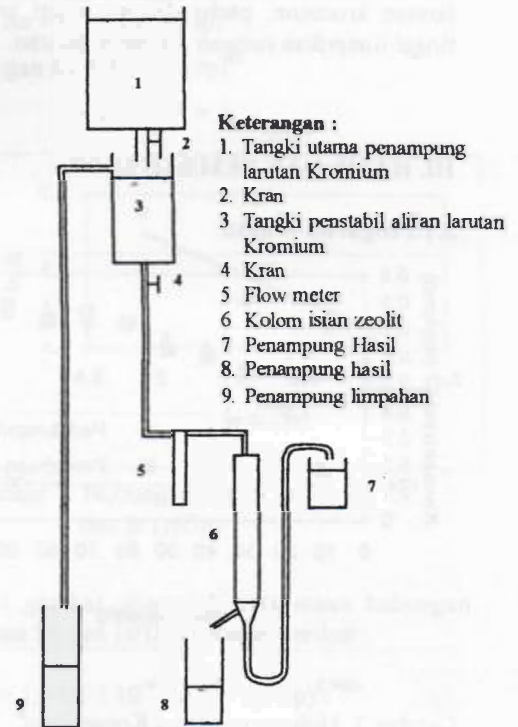 1
2
3
4
5
6
7
8
9
Keterangan :
1. Tangki utama penampung
larutan Kromium
2. Kran
3 Tangki penstabil aliran larutan
Kromium
4 Kran
5 Flow meter
6 Kolom isian zeolit
7 Penampung Hasil
8. Penampung hasil
9. Penampung limpahan